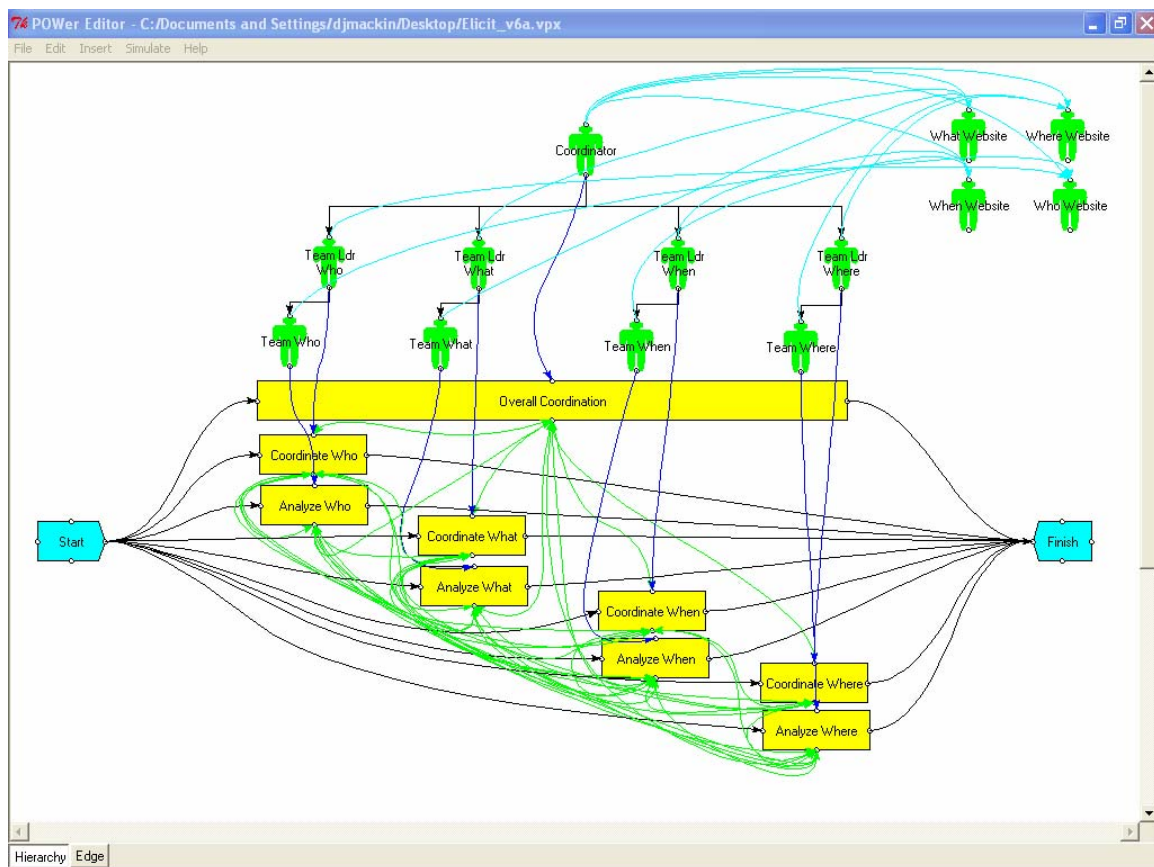 POWer Editor - C:/Documents and Settings/djmackin/Desktop/Elicit_v6a.vpx
File Edit Insert Simulate Help
Coordinator
What Website
Where Website
When Website
Who Website
Team Ldr
Who
Team Ldr
What
Team Ldr
When
Team Ldr
Where
Team Who
Team What
Team When
Team Where
Overall Coordination
Coordinate Who
Analyze Who
Start
Coordinate What
Finish
Analyze What
Coordinate When
Analyze When
Coordinate Where
Analyze Where
Hierarchy Edge